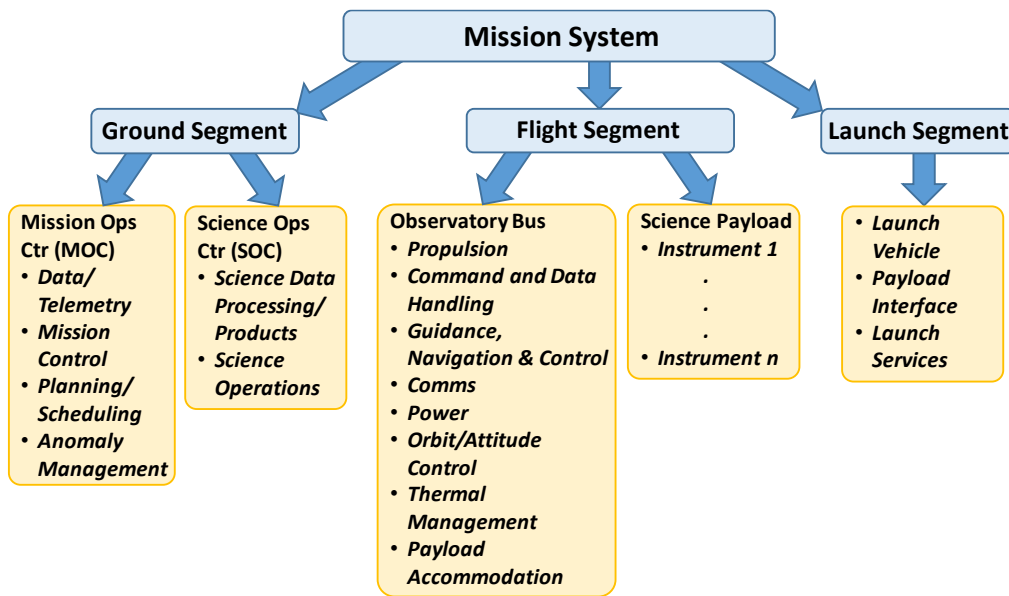 Mission System
Ground Segment
Flight Segment
Launch Segment
Mission Ops
Ctr (MOC)
• Data/
Telemetry
• Mission
Control
• Planning/
Scheduling
• Anomaly
Management
Science Ops
Ctr (SOC)
• Science Data
Processing/
Products
• Science
Operations
Observatory Bus
• Propulsion
• Command and Data
Handling
• Guidance,
Navigation & Control
• Comms
• Power
• Orbit/Attitude
Control
• Thermal
Management
• Payload
Accommodation
Science Payload
• Instrument 1
.
.
.
• Instrument n
• Launch
Vehicle
• Payload
Interface
• Launch
Services